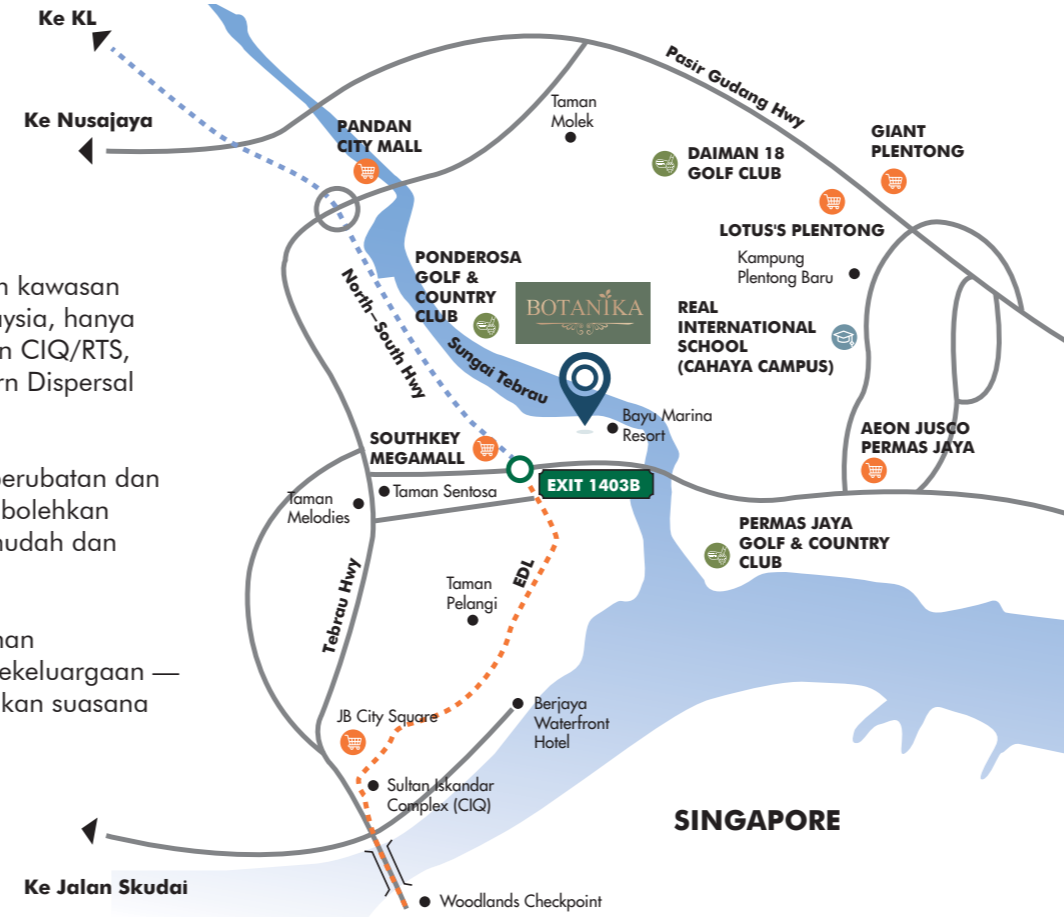 Ke KL
Ke Nusajaya
PANDAN
CITY MALL
Taman
Molek
Pasir Gudang Hwy
DAIMAN 18
GOLF CLUB
GIANT
PLENTONG
LOTUS'S PLENTONG
Kampung
Plentong Baru
PONDEROSA
GOLF &
COUNTRY
CLUB
BOTANIKA
REAL
INTERNATIONAL
SCHOOL
(CAHAYA CAMPUS)
n kawasan
aysia, hanya
n CIQ/RTS,
rn Dispersal
North–South Hwy
Sungai Tebrau
Bayu Marina
Resort
AEON JUSCO
PERMAS JAYA
SOUTHKEY
MEGAMALL
EXIT 1403B
erubatan dan
bolehkan
nudah dan
Taman
Melodies
Taman Sentosa
PERMAS JAYA
GOLF & COUNTRY
CLUB
Tebrau Hwy
Taman
Pelangi
EDL
nan
ekeluargaan —
kan suasana
JB City Square
Berjaya
Waterfront
Hotel
Sultan Iskandar
Complex (CIQ)
SINGAPORE
Ke Jalan Skudai
Woodlands Checkpoint